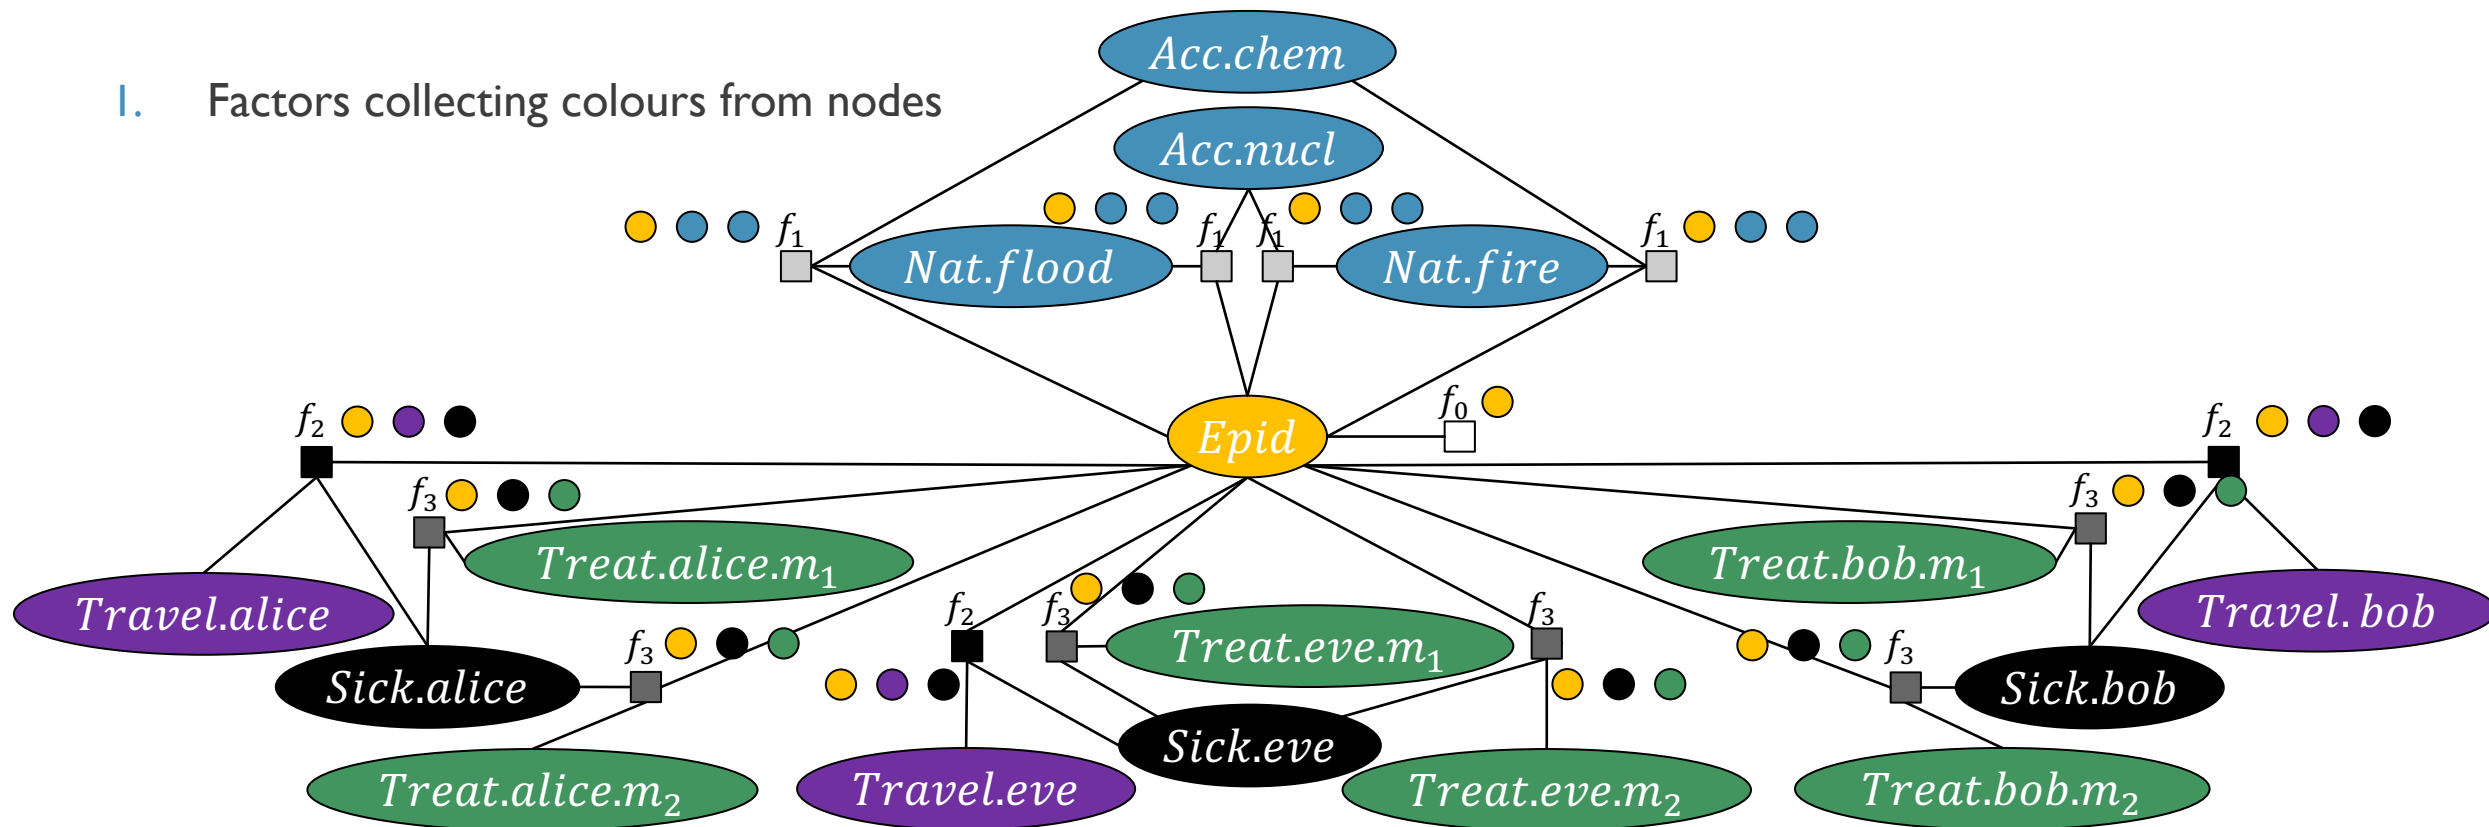 Acc.chem
1. Factors collecting colours from nodes
Acc.nucl
f₁ f₁ f₁ f₁
Nat.flood Nat.fire
f₀
f₂ Epid f₂
f₃ f₃
Treat.alice.m₁ Treat.bob.m₁
f₂ f₃ f₃
Travel.alice Travel.bob
f₃ Treat.eve.m₁ f₃
Sick.alice Sick.bob
Sick.eve
Treat.alice.m₂ Travel.eve Treat.eve.m₂ Treat.bob.m₂